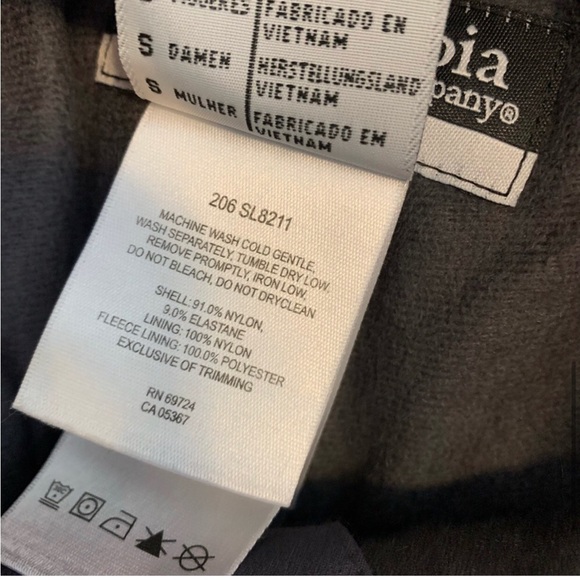 S
FABRICADO EN
VIETNAM
S DAMEN
HERSTELLUNGSLAND
VIETNAM
S MULHER
FABRICADO EM
VIETNAM
bia
pany®
206 SL8211
MACHINE WASH COLD GENTLE,
WASH SEPARATELY, TUMBLE DRY LOW.
REMOVE PROMPTLY, IRON LOW,
DO NOT BLEACH, DO NOT DRYCLEAN
SHELL: 91.0% NYLON,
9.0% ELASTANE
LINING: 100% NYLON
FLEECE LINING: 100.0% POLYESTER
EXCLUSIVE OF TRIMMING
RN 69724
CA 05367